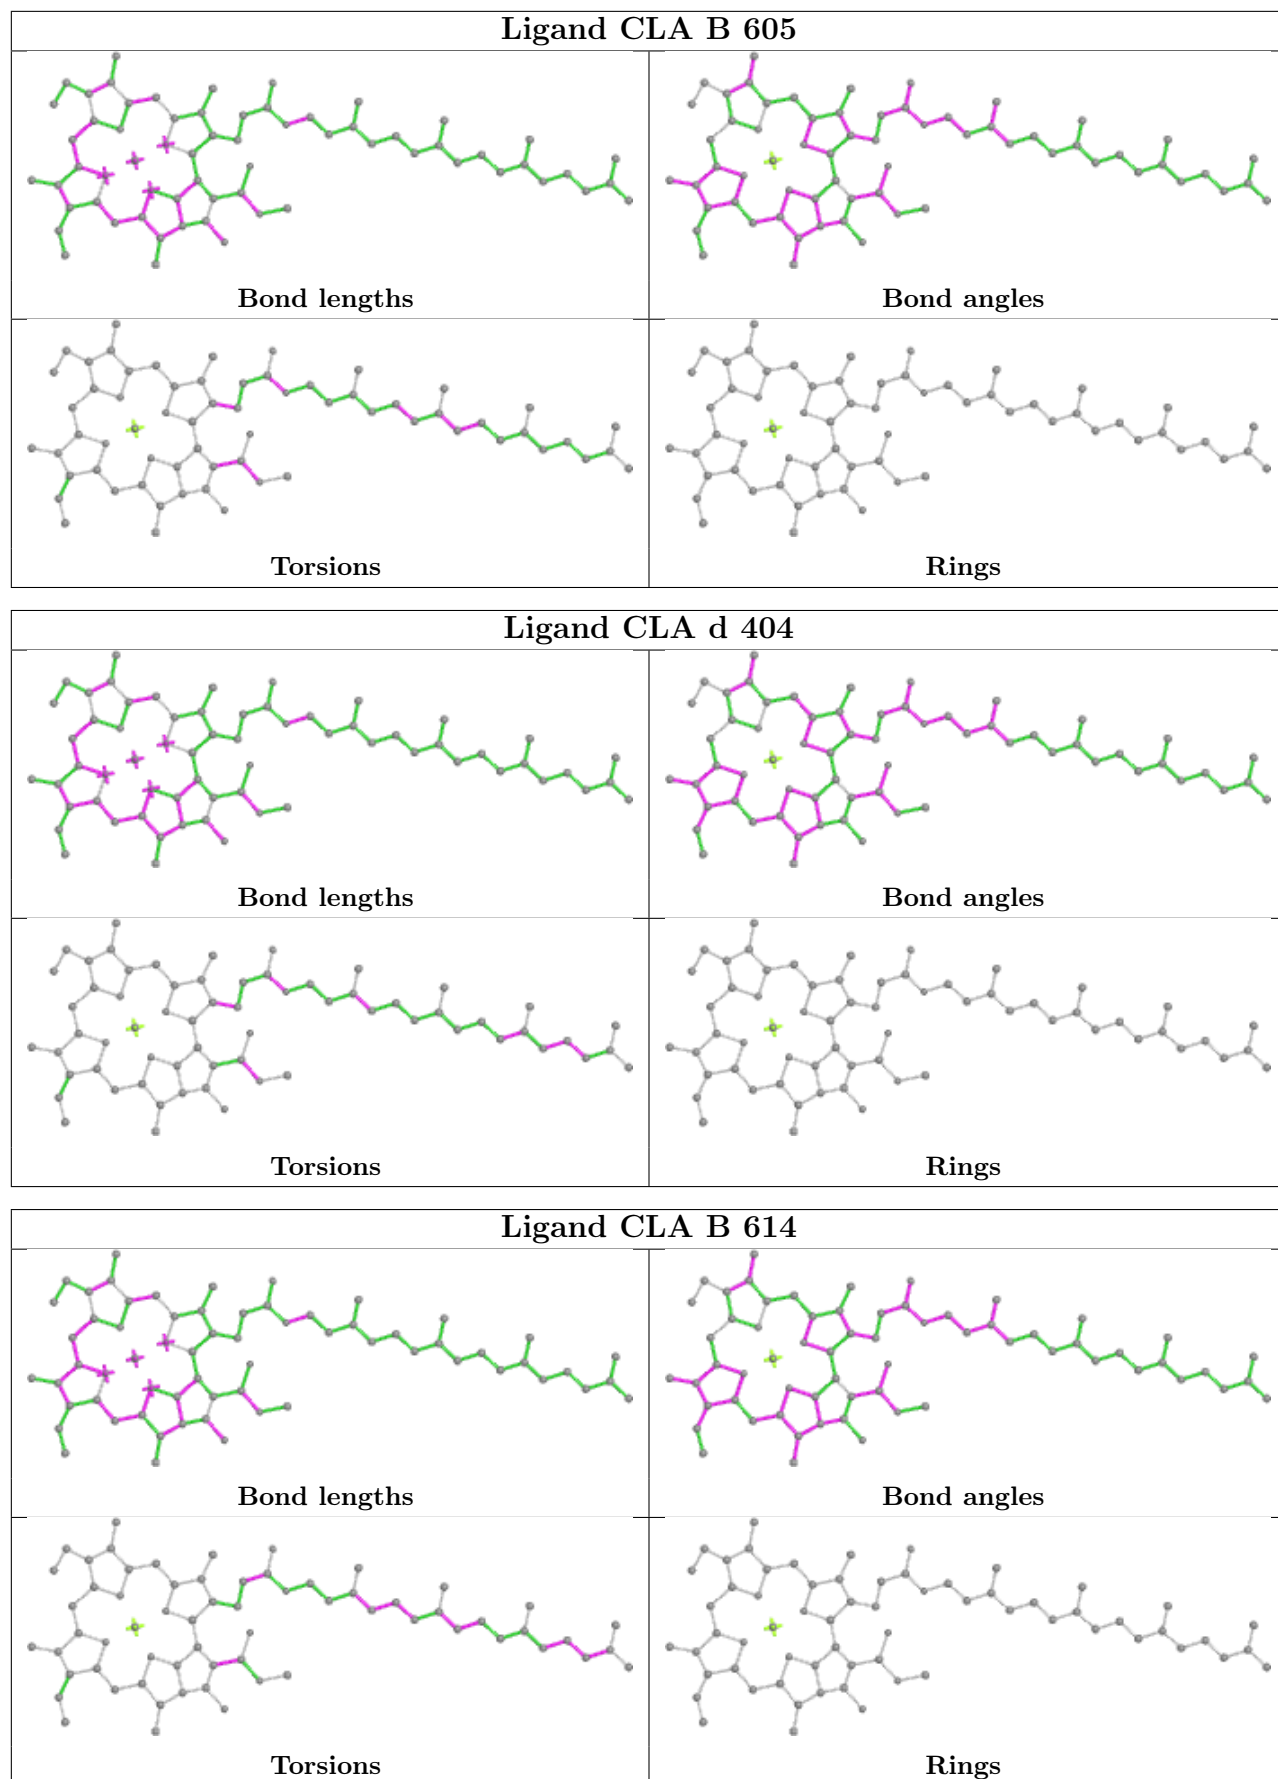 Ligand CLA B 605
Bond lengths
Bond angles
Torsions
Rings
Ligand CLA d 404
Bond lengths
Bond angles
Torsions
Rings
Ligand CLA B 614
Bond lengths
Bond angles
Torsions
Rings